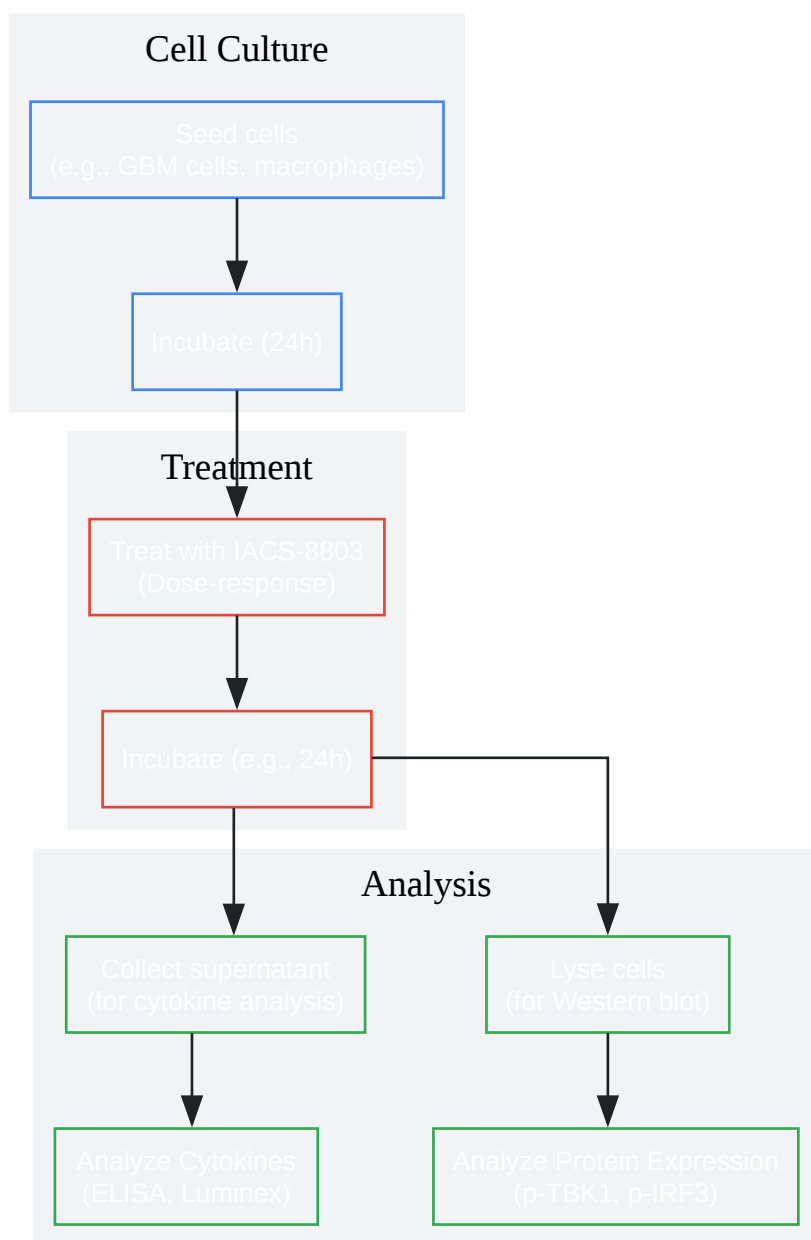 Cell Culture
Seed cells
(e.g., GBM cells, macrophages)
Incubate (24h)
Treatment
Treat with IACS-8803
(Dose-response)
Incubate (e.g., 24h)
Analysis
Collect supernatant
(for cytokine analysis)
Lyse cells
(for Western blot)
Analyze Cytokines
(ELISA, Luminex)
Analyze Protein Expression
(p-TBK1, p-IRF3)